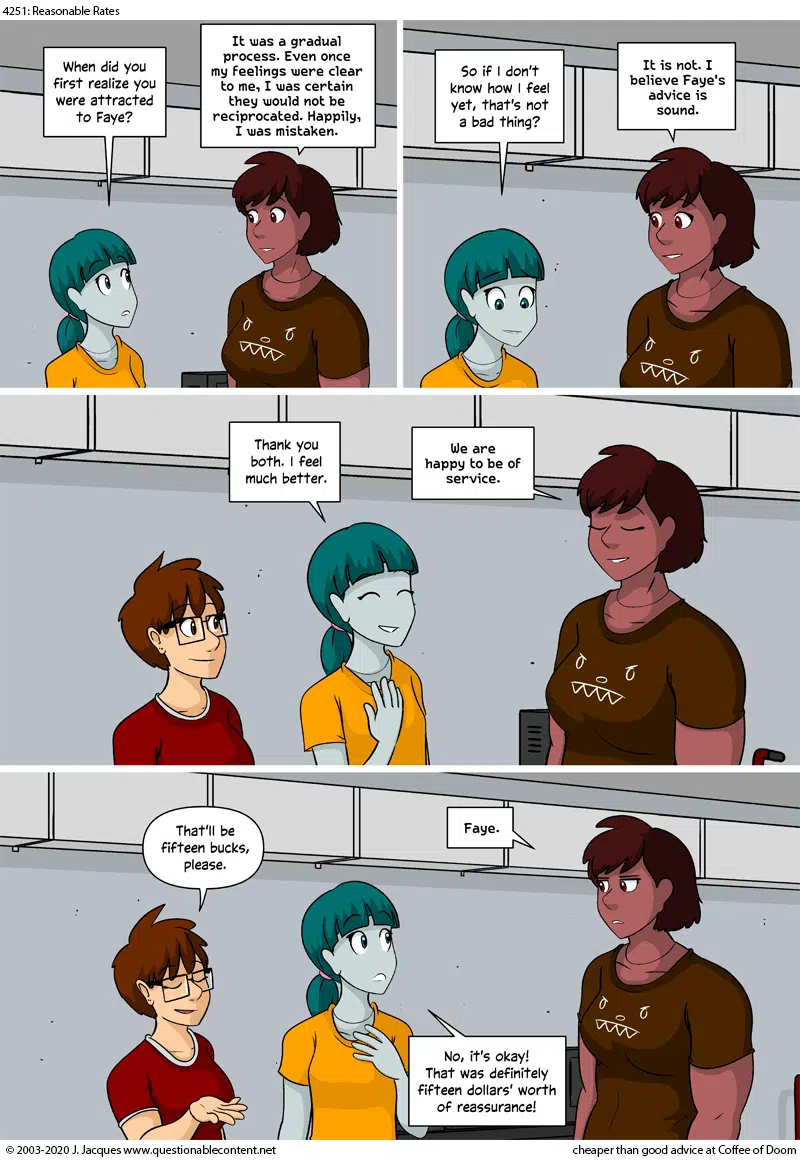 4251: Reasonable Rates
When did you
first realize you
were attracted
to Faye?
It was a gradual
process. Even once
my feelings were clear
to me, I was certain
they would not be
reciprocated. Happily,
I was mistaken.
So if I don't
know how I feel
yet, that's not
a bad thing?
It is not. I
believe Faye's
advice is
sound.
Thank you
both. I feel
much better.
We are
happy to be of
service.
That'll be
fifteen bucks,
please.
Faye.
No, it's okay!
That was definitely
fifteen dollars' worth
of reassurance!
© 2003-2020 J. Jacques www.questionablecontent.net
cheaper than good advice at Coffee of Doom